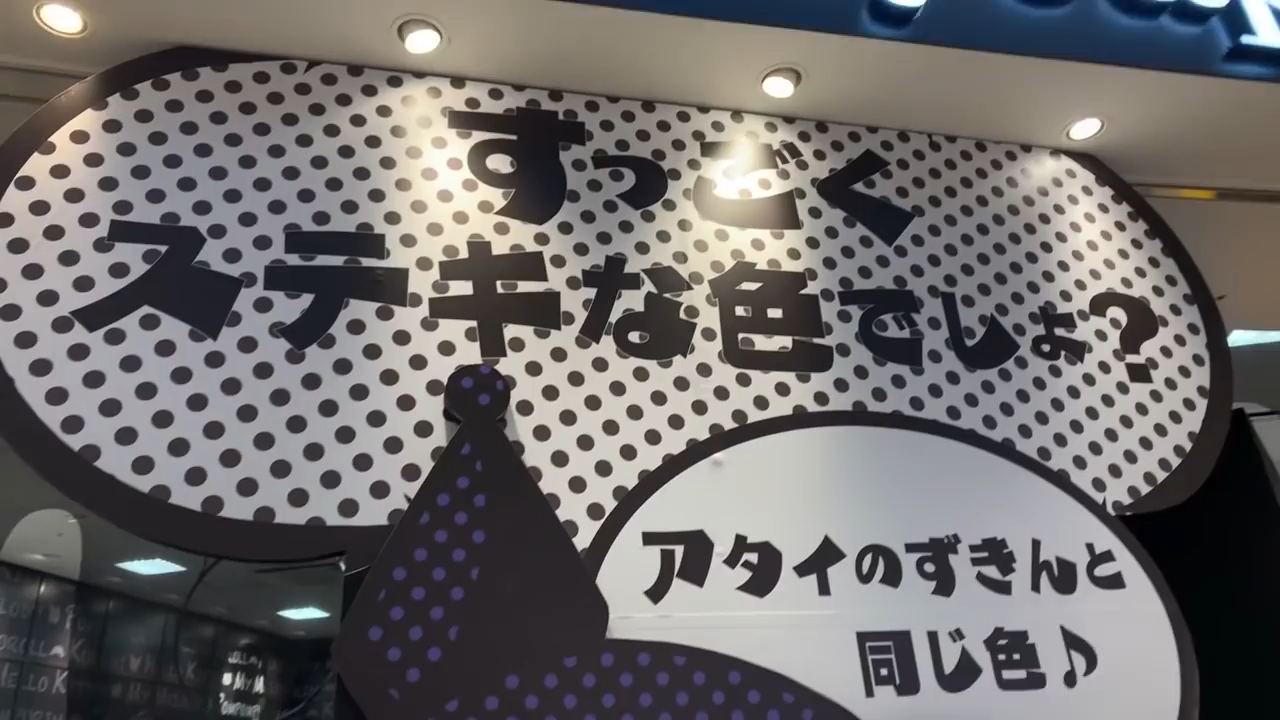 すっごく
ステキな色でしょ?
アタイのずきんと
同じ色♪